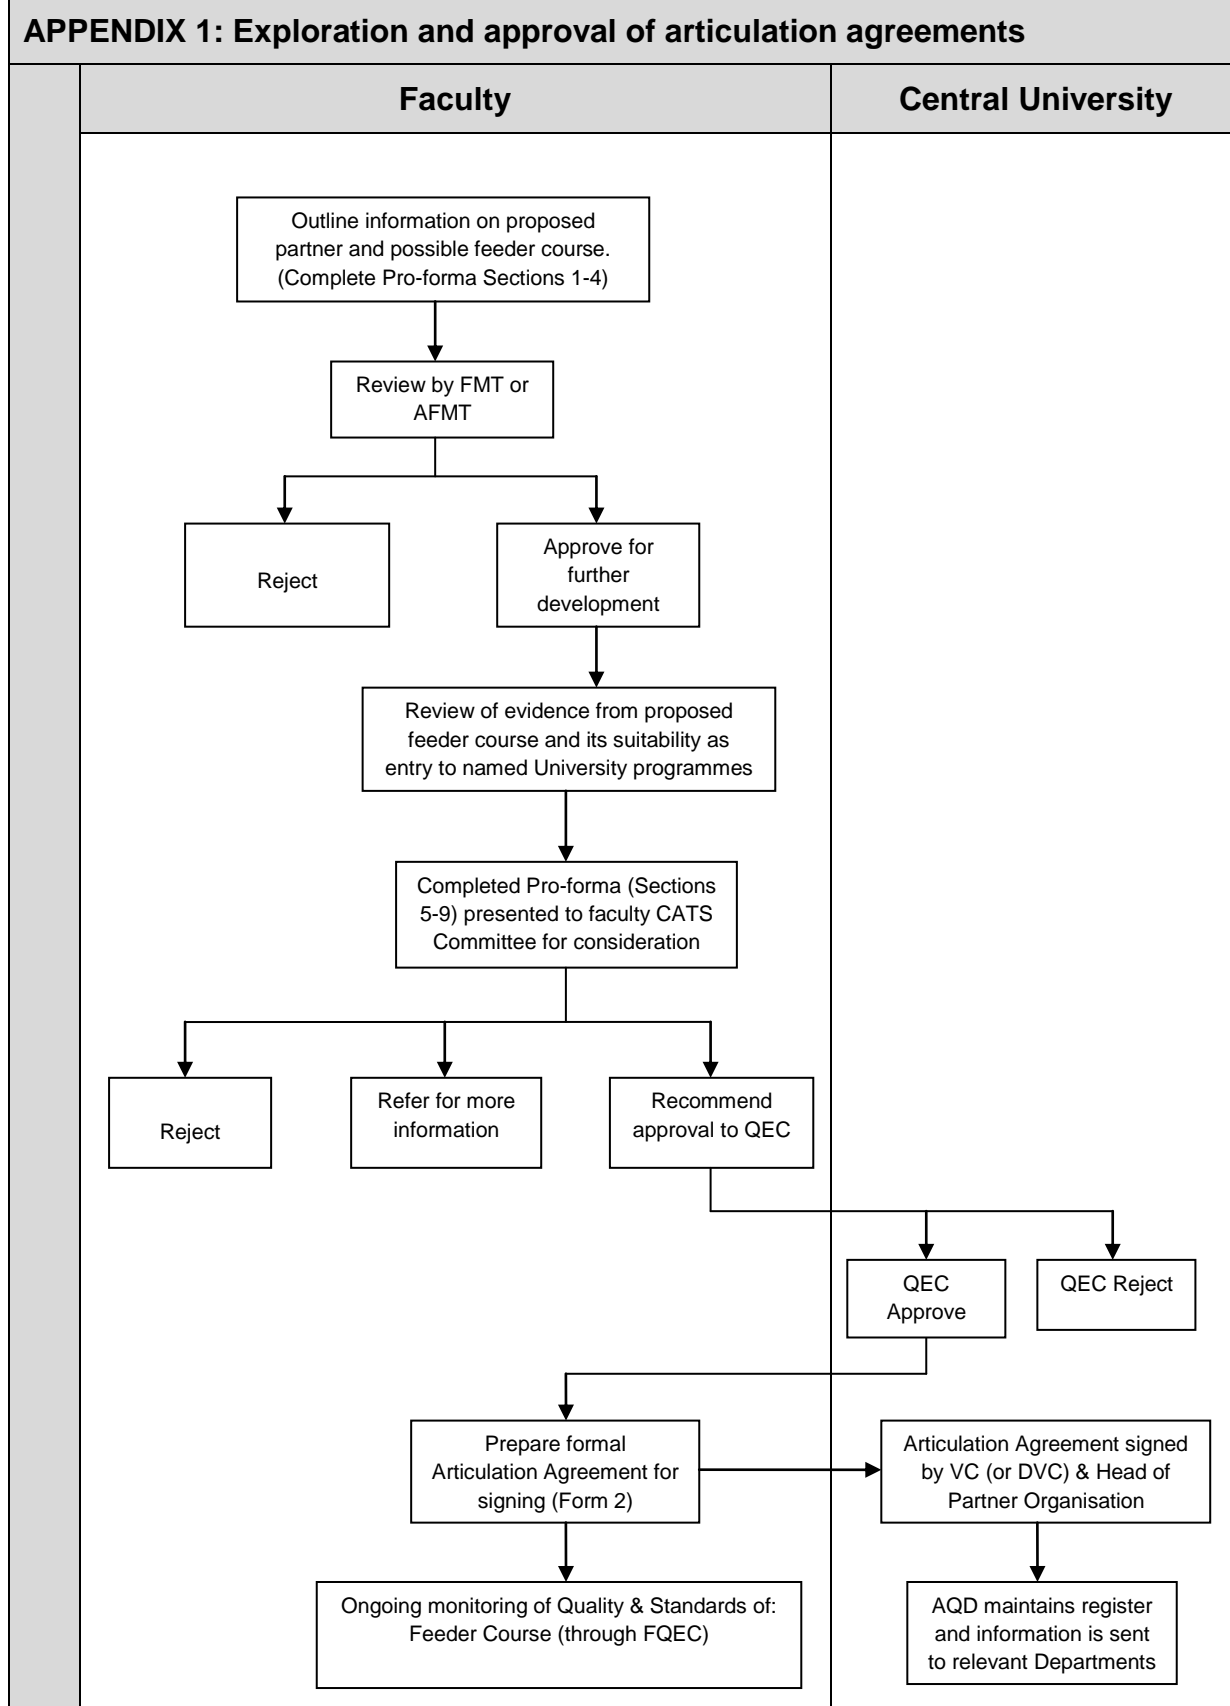 APPENDIX 1: Exploration and approval of articulation agreements
Faculty
Central University
Outline information on proposed
partner and possible feeder course.
(Complete Pro-forma Sections 1-4)
Review by FMT or
AFMT
Reject
Approve for
further
development
Review of evidence from proposed
feeder course and its suitability as
entry to named University programmes
Completed Pro-forma (Sections
5-9) presented to faculty CATS
Committee for consideration
Reject
Refer for more
information
Recommend
approval to QEC
QEC
Approve
QEC Reject
Prepare formal
Articulation Agreement for
signing (Form 2)
Articulation Agreement signed
by VC (or DVC) & Head of
Partner Organisation
Ongoing monitoring of Quality & Standards of:
Feeder Course (through FQEC)
AQD maintains register
and information is sent
to relevant Departments